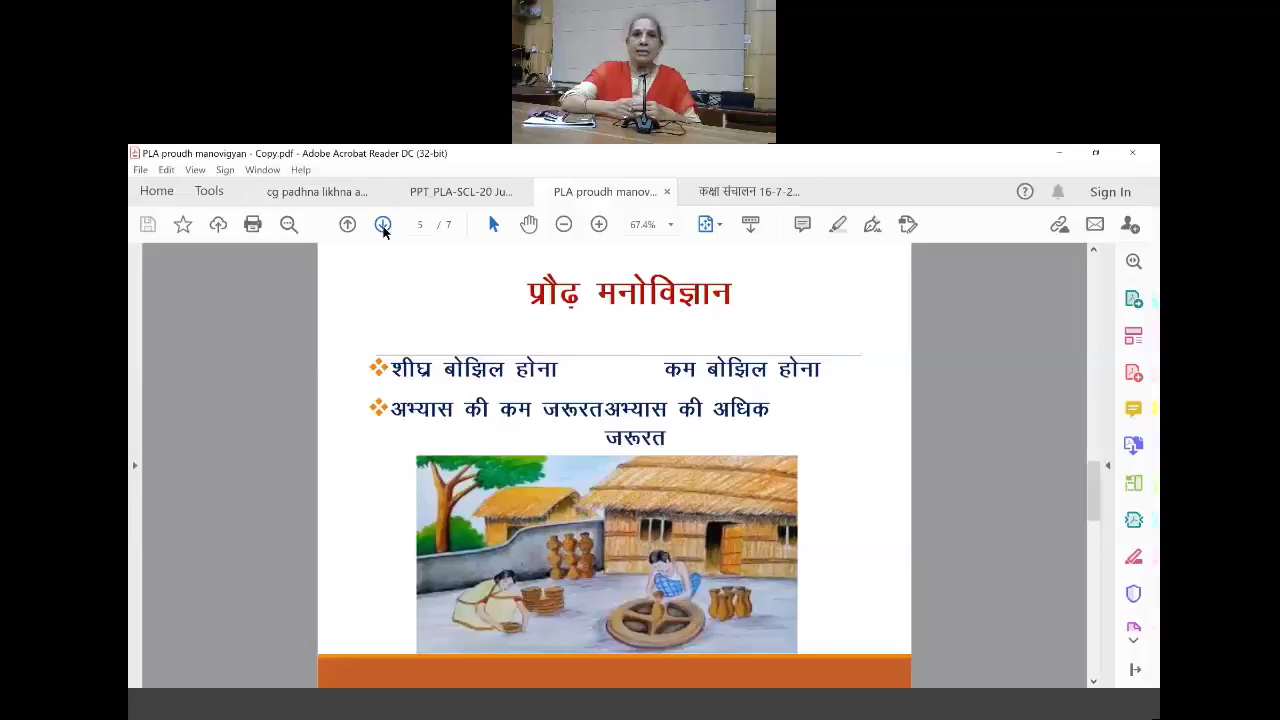 PLA proudh manovigyan - Copy.pdf - Adobe Acrobat Reader DC (32-bit)
File Edit View Sign Window Help
Home Tools cg padhna likhna a... PPT_PLA-SCL-20 Ju... PLA proudh manov... × कक्षा संचालन 16-7-2... Sign In
5 / 7 67.4%
प्रौढ़ मनोविज्ञान
शीघ्र बोझिल होना कम बोझिल होना
अभ्यास की कम जरूरतअभ्यास की अधिक
जरूरत